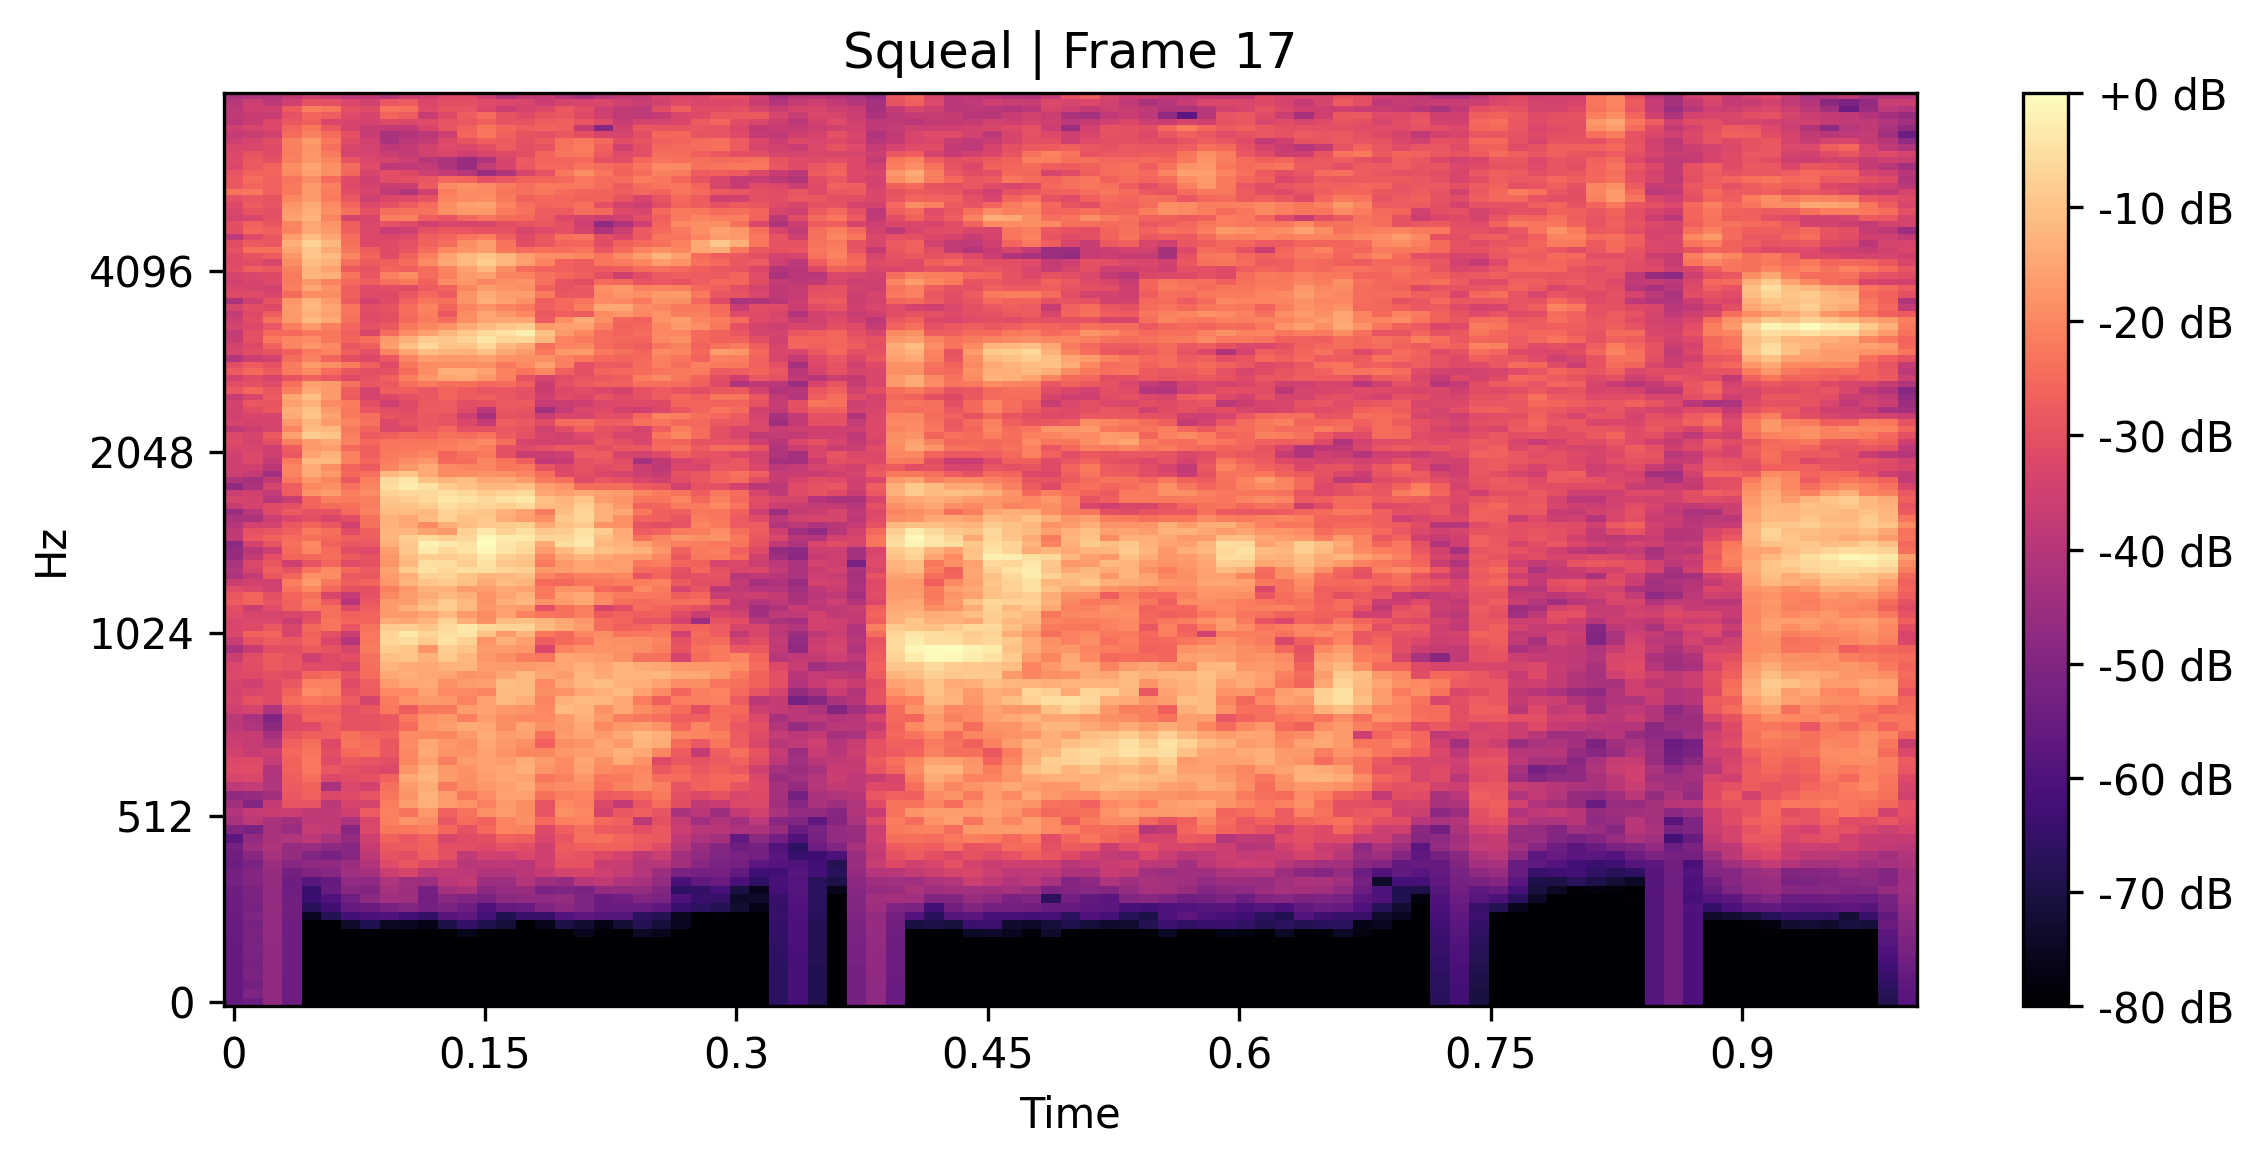 Squeal | Frame 17
+0 dB
-10 dB
-20 dB
-30 dB
-40 dB
-50 dB
-60 dB
-70 dB
-80 dB
4096
2048
1024
512
0
Hz
0 0.15 0.3 0.45 0.6 0.75 0.9
Time